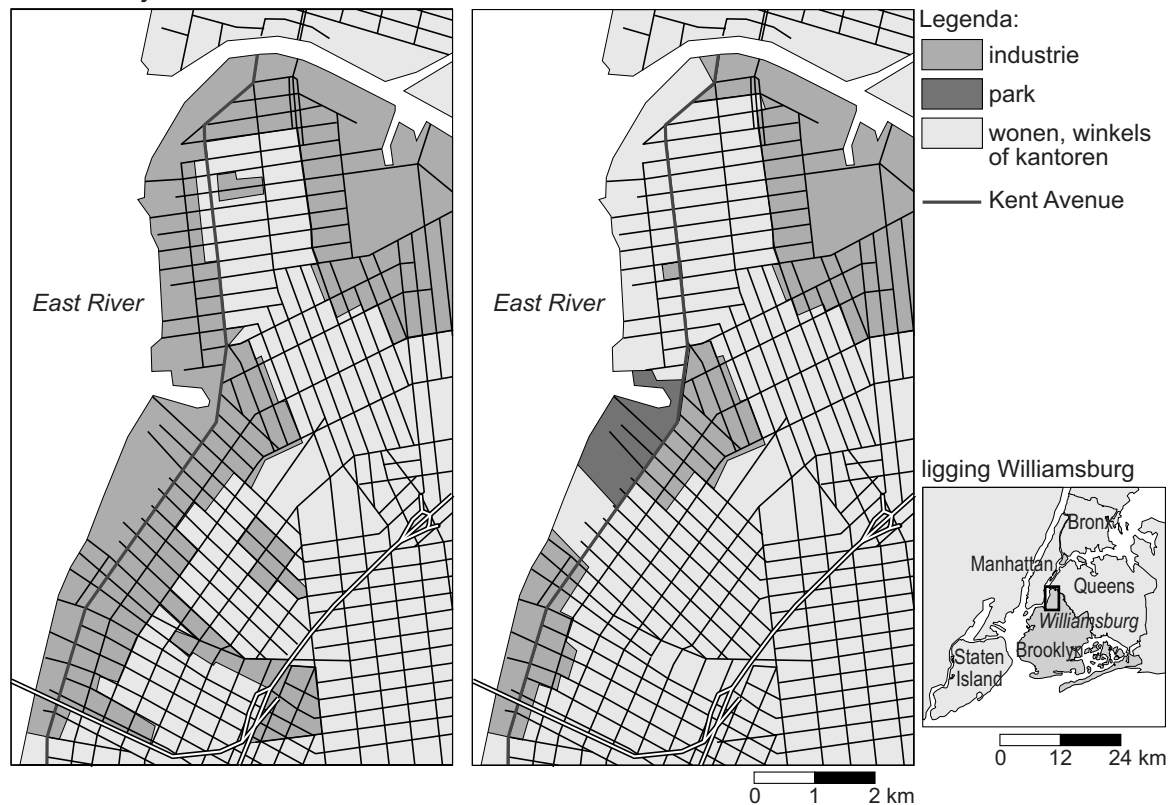 East River
East River
Legenda:
industrie
park
wonen, winkels
of kantoren
Kent Avenue
ligging Williamsburg
Bronx
Manhattan
Queens
Williamsburg
Brooklyn
Staten
Island
0 12 24 km
0 1 2 km